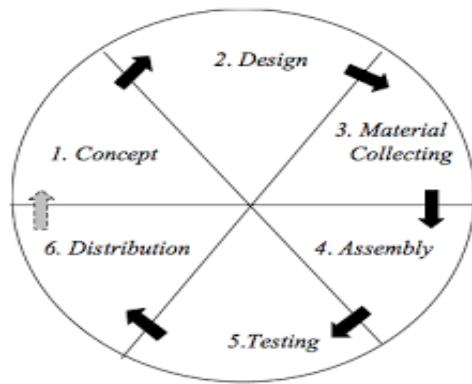 1. Concept
2. Design
3. Material
Collecting
4. Assembly
5.Testing
6. Distribution